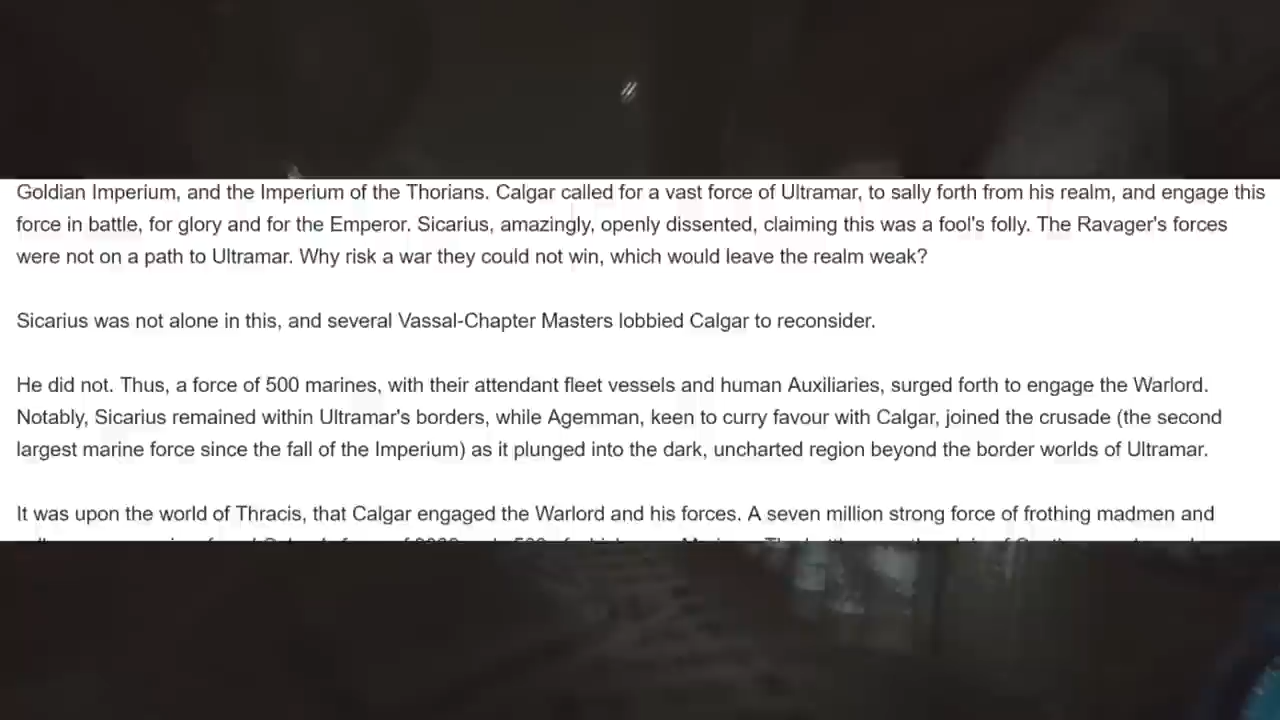 Goldian Imperium, and the Imperium of the Thorians. Calgar called for a vast force of Ultramar, to sally forth from his realm, and engage this
force in battle, for glory and for the Emperor. Sicarius, amazingly, openly dissented, claiming this was a fool's folly. The Ravager's forces
were not on a path to Ultramar. Why risk a war they could not win, which would leave the realm weak?
Sicarius was not alone in this, and several Vassal-Chapter Masters lobbied Calgar to reconsider.
He did not. Thus, a force of 500 marines, with their attendant fleet vessels and human Auxiliaries, surged forth to engage the Warlord.
Notably, Sicarius remained within Ultramar's borders, while Agemman, keen to curry favour with Calgar, joined the crusade (the second
largest marine force since the fall of the Imperium) as it plunged into the dark, uncharted region beyond the border worlds of Ultramar.
It was upon the world of Thracis, that Calgar engaged the Warlord and his forces. A seven million strong force of frothing madmen and